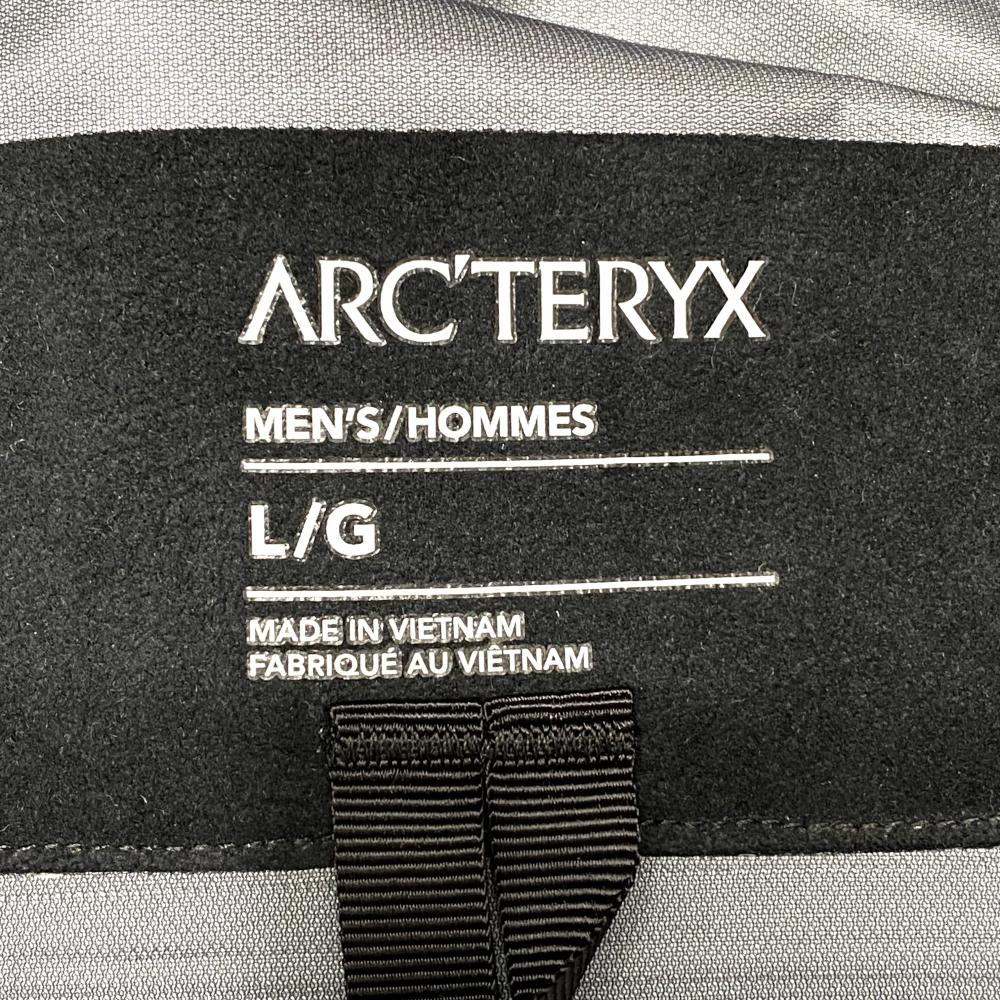 ARC'TERYX
MEN'S/HOMMES
L/G
MADE IN VIETNAM
FABRIQUÉ AU VIÊTNAM